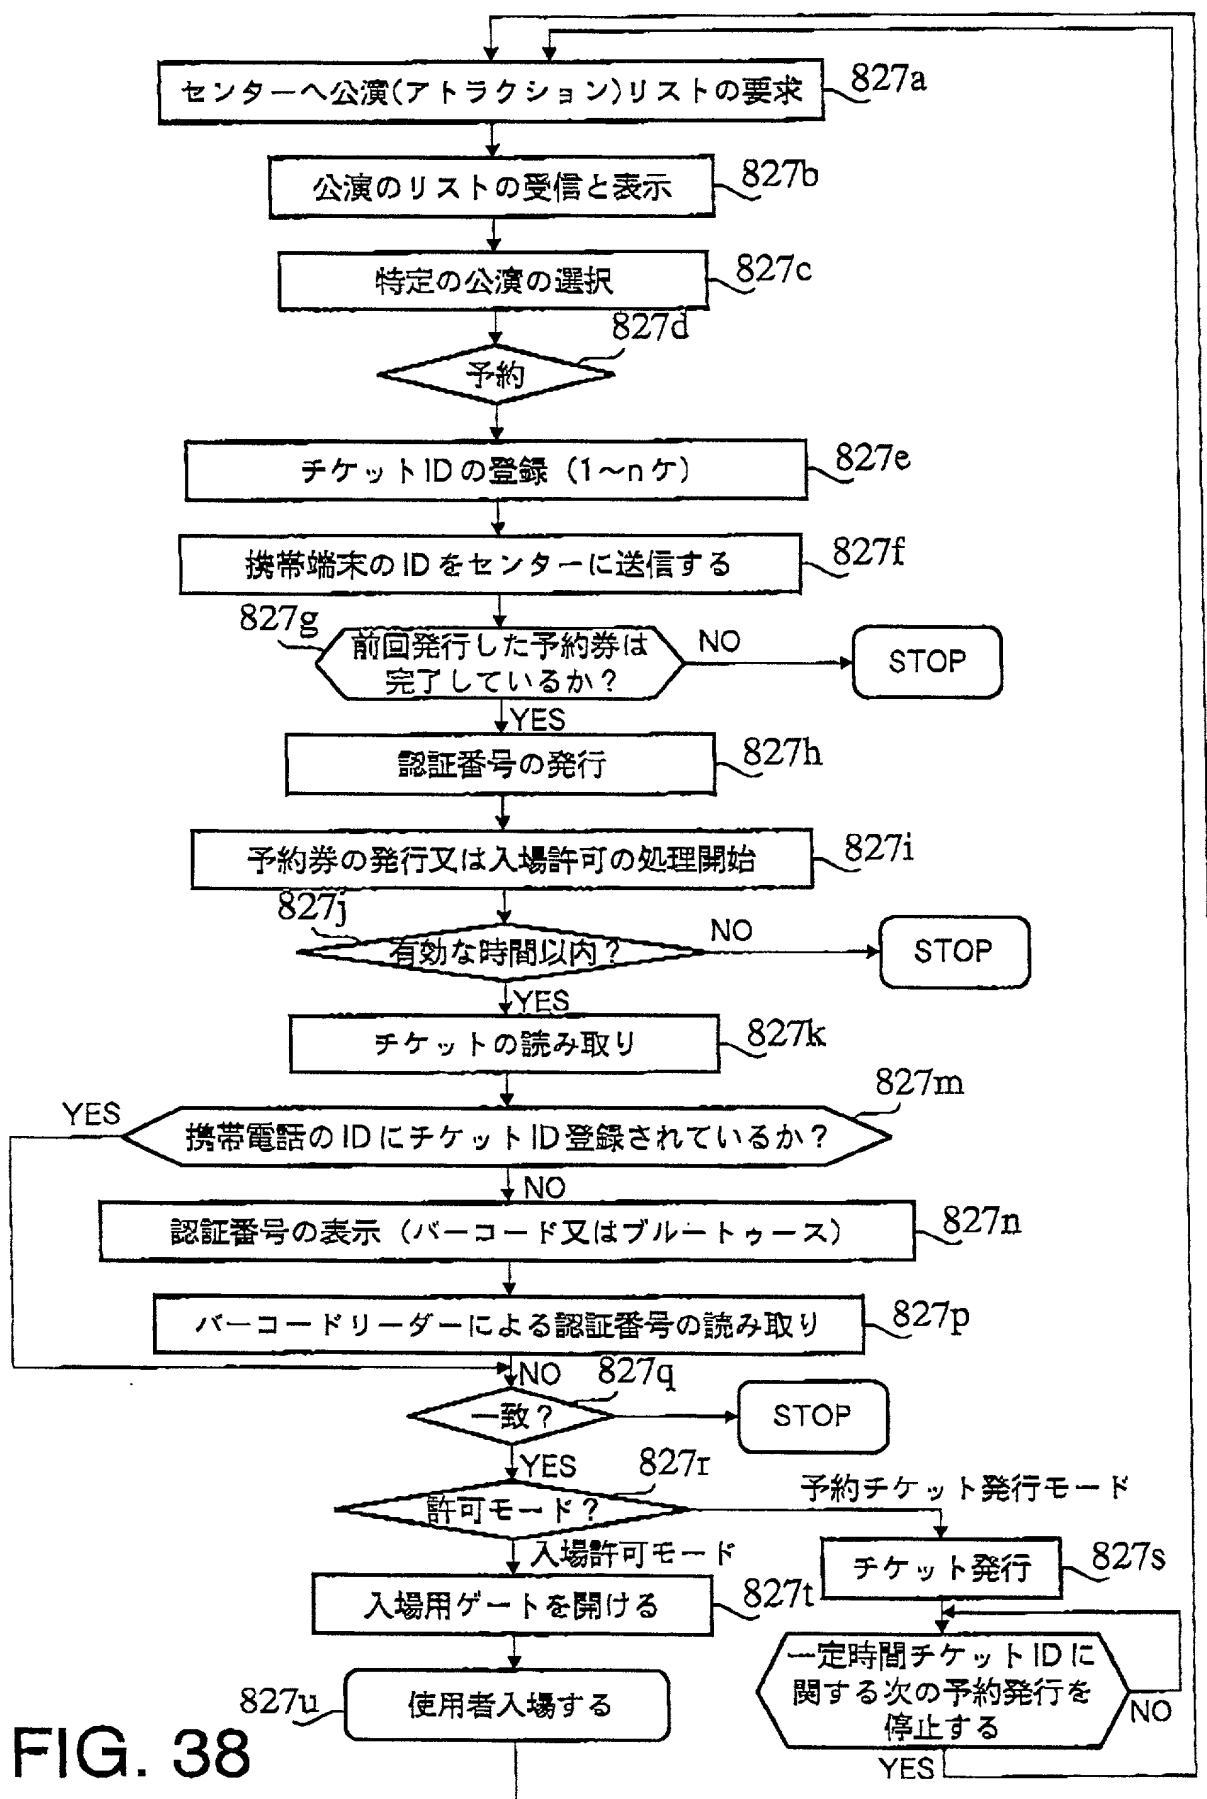 センターへ公演(アトラクション)リストの要求
827a
公演のリストの受信と表示
827b
特定の公演の選択
827c
827d
予約
チケットIDの登録（1～nケ）
827e
携帯端末のIDをセンターに送信する
827f
827g
前回発行した予約券は
完了しているか？
NO
STOP
YES
認証番号の発行
827h
予約券の発行又は入場許可の処理開始
827i
827j
有効な時間以内？
NO
STOP
YES
チケットの読み取り
827k
827m
YES
携帯電話のIDにチケットID登録されているか？
NO
認証番号の表示（バーコード又はブルートゥース）
827n
バーコードリーダーによる認証番号の読み取り
827p
NO
827q
一致？
STOP
YES
827r
許可モード？
予約チケット発行モード
入場許可モード
チケット発行
827s
入場用ゲートを開ける
827t
一定時間チケットIDに
関する次の予約発行を
停止する
NO
YES
827u
使用者入場する
FIG. 38